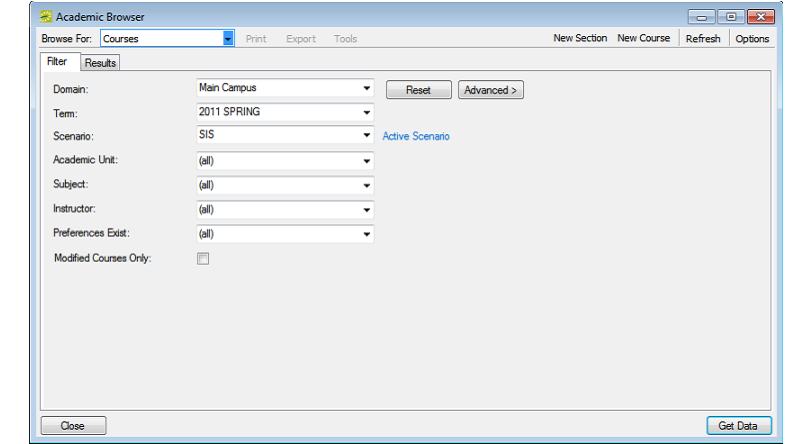 Academic Browser
Browse For: Courses Print Export Tools New Section New Course Refresh Options
Filter Results
Domain: Main Campus Reset Advanced >
Term: 2011 SPRING
Scenario: SIS Active Scenario
Academic Unit: (all)
Subject: (all)
Instructor: (all)
Preferences Exist: (all)
Modified Courses Only:
Close Get Data